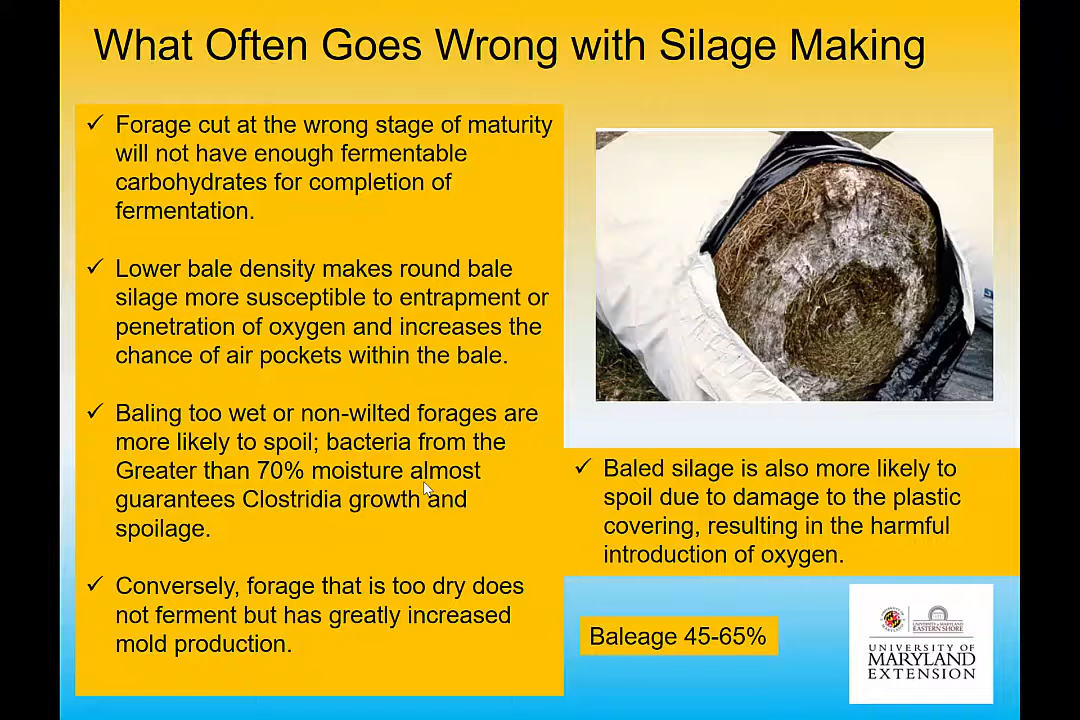 What Often Goes Wrong with Silage Making
✓ Forage cut at the wrong stage of maturity
will not have enough fermentable
carbohydrates for completion of
fermentation.
✓ Lower bale density makes round bale
silage more susceptible to entrapment or
penetration of oxygen and increases the
chance of air pockets within the bale.
✓ Baling too wet or non-wilted forages are
more likely to spoil; bacteria from the
Greater than 70% moisture almost
guarantees Clostridia growth and
spoilage.
✓ Conversely, forage that is too dry does
not ferment but has greatly increased
mold production.
✓ Baled silage is also more likely to
spoil due to damage to the plastic
covering, resulting in the harmful
introduction of oxygen.
Baleage 45-65%
UNIVERSITY OF
MARYLAND
EXTENSION